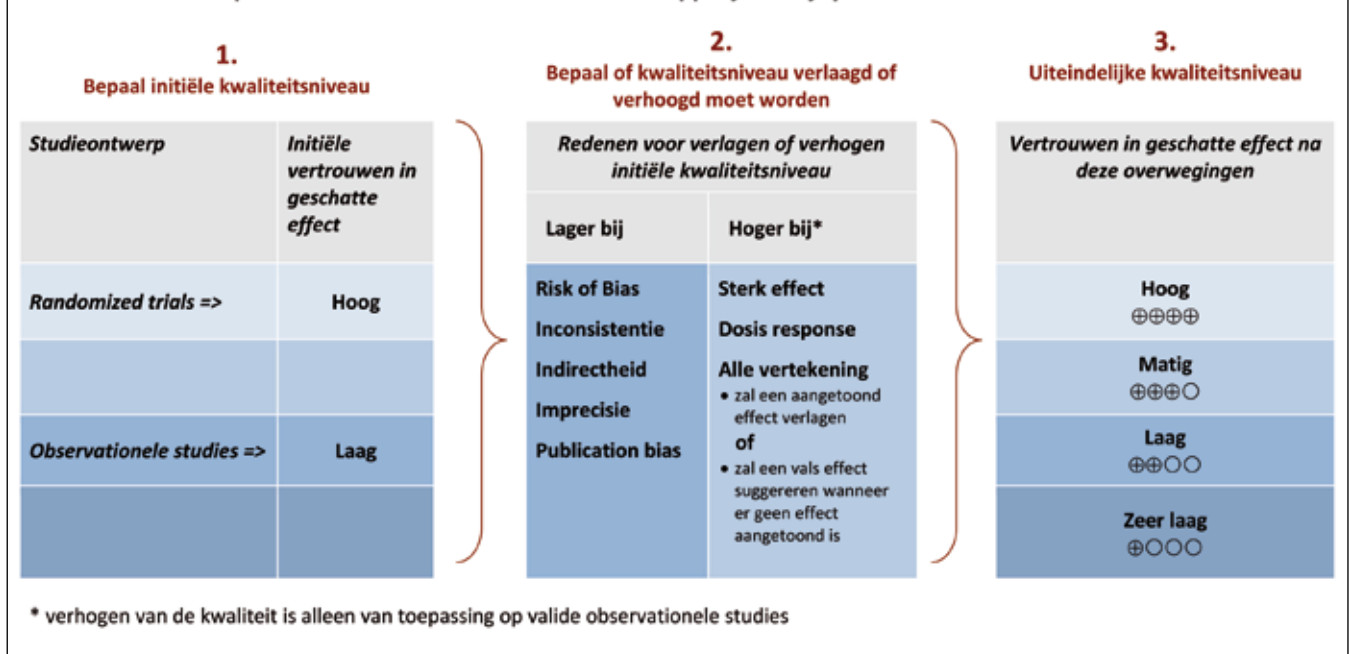 1.
Bepaal initiële kwaliteitsniveau
2.
Bepaal of kwaliteitsniveau verlaagd of
verhoogd moet worden
3.
Uiteindelijke kwaliteitsniveau
Studieontwerp
Initiële
vertrouwen in
geschatte
effect
Randomized trials =>
Hoog
Observationele studies =>
Laag
Redenen voor verlagen of verhogen
initiële kwaliteitsniveau
Lager bij
Hoger bij*
Risk of Bias
Inconsistentie
Indirectheid
Imprecisie
Publication bias
Sterk effect
Dosis response
Alle vertekening
• zal een aangetoond
effect verlagen
of
• zal een vals effect
suggereren wanneer
er geen effect
aangetoond is
Vertrouwen in geschatte effect na
deze overwegingen
Hoog
⊕⊕⊕⊕
Matig
⊕⊕⊕○
Laag
⊕⊕○○
Zeer laag
⊕○○○
* verhogen van de kwaliteit is alleen van toepassing op valide observationele studies